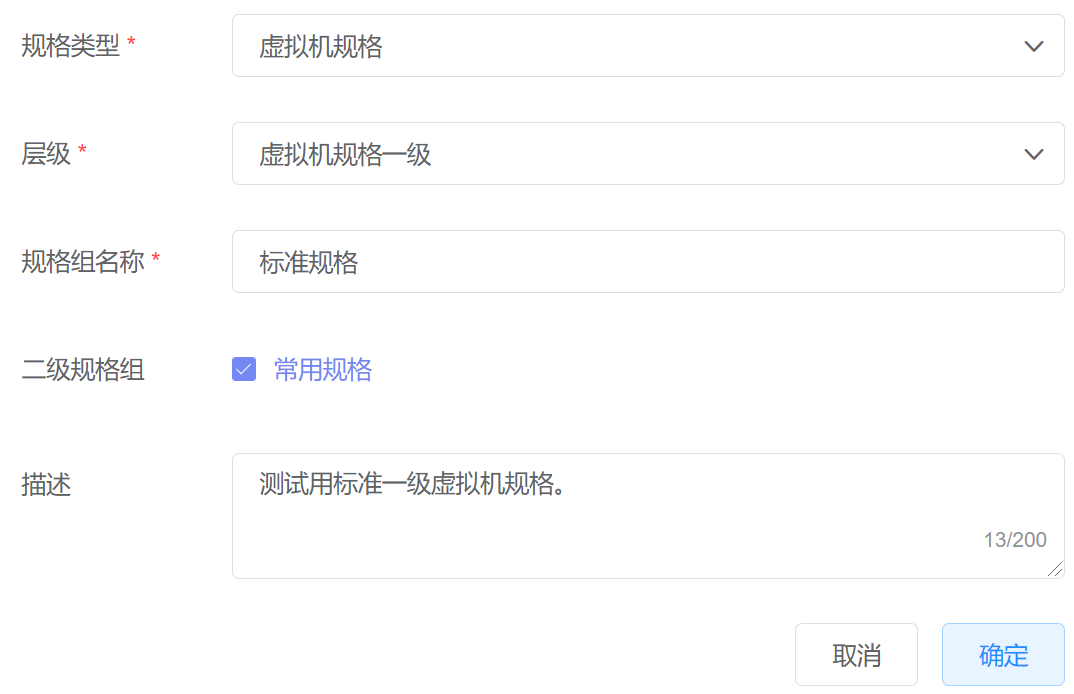 规格类型 *
虚拟机规格
层级 *
虚拟机规格一级
规格组名称 *
标准规格
二级规格组
常用规格
描述
测试用标准一级虚拟机规格。
13/200
取消
确定